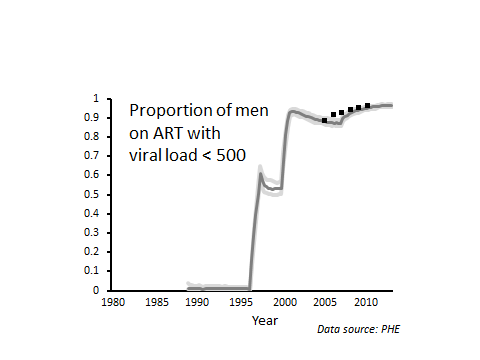 Proportion of men
on ART with
viral load < 500
1
0.9
0.8
0.7
0.6
0.5
0.4
0.3
0.2
0.1
0
1980 1985 1990 1995 2000 2005 2010
Year
Data source: PHE